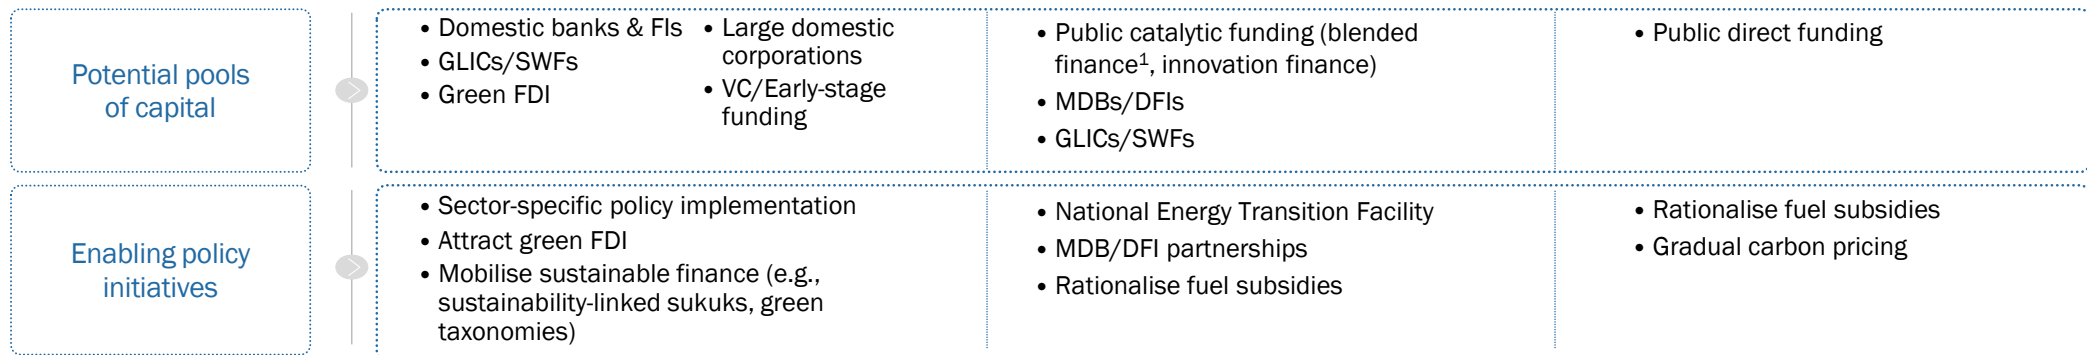 Potential pools
of capital
• Domestic banks & FIs
• GLICs/SWFs
• Green FDI
• Large domestic
corporations
• VC/Early-stage
funding
• Public catalytic funding (blended
finance¹, innovation finance)
• MDBs/DFIs
• GLICs/SWFs
• Public direct funding
Enabling policy
initiatives
• Sector-specific policy implementation
• Attract green FDI
• Mobilise sustainable finance (e.g.,
sustainability-linked sukuks, green
taxonomies)
• National Energy Transition Facility
• MDB/DFI partnerships
• Rationalise fuel subsidies
• Rationalise fuel subsidies
• Gradual carbon pricing